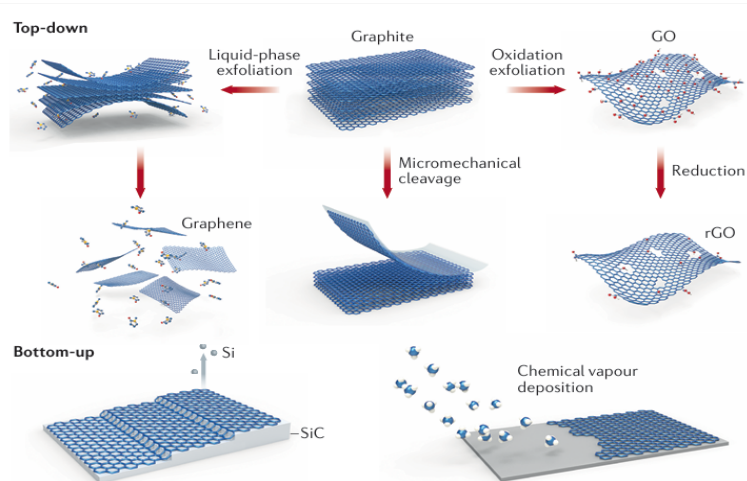 Top-down
Graphite
GO
Liquid-phase
exfoliation
Oxidation
exfoliation
Micromechanical
cleavage
Reduction
Graphene
rGO
Bottom-up
Si
Chemical vapour
deposition
SiC